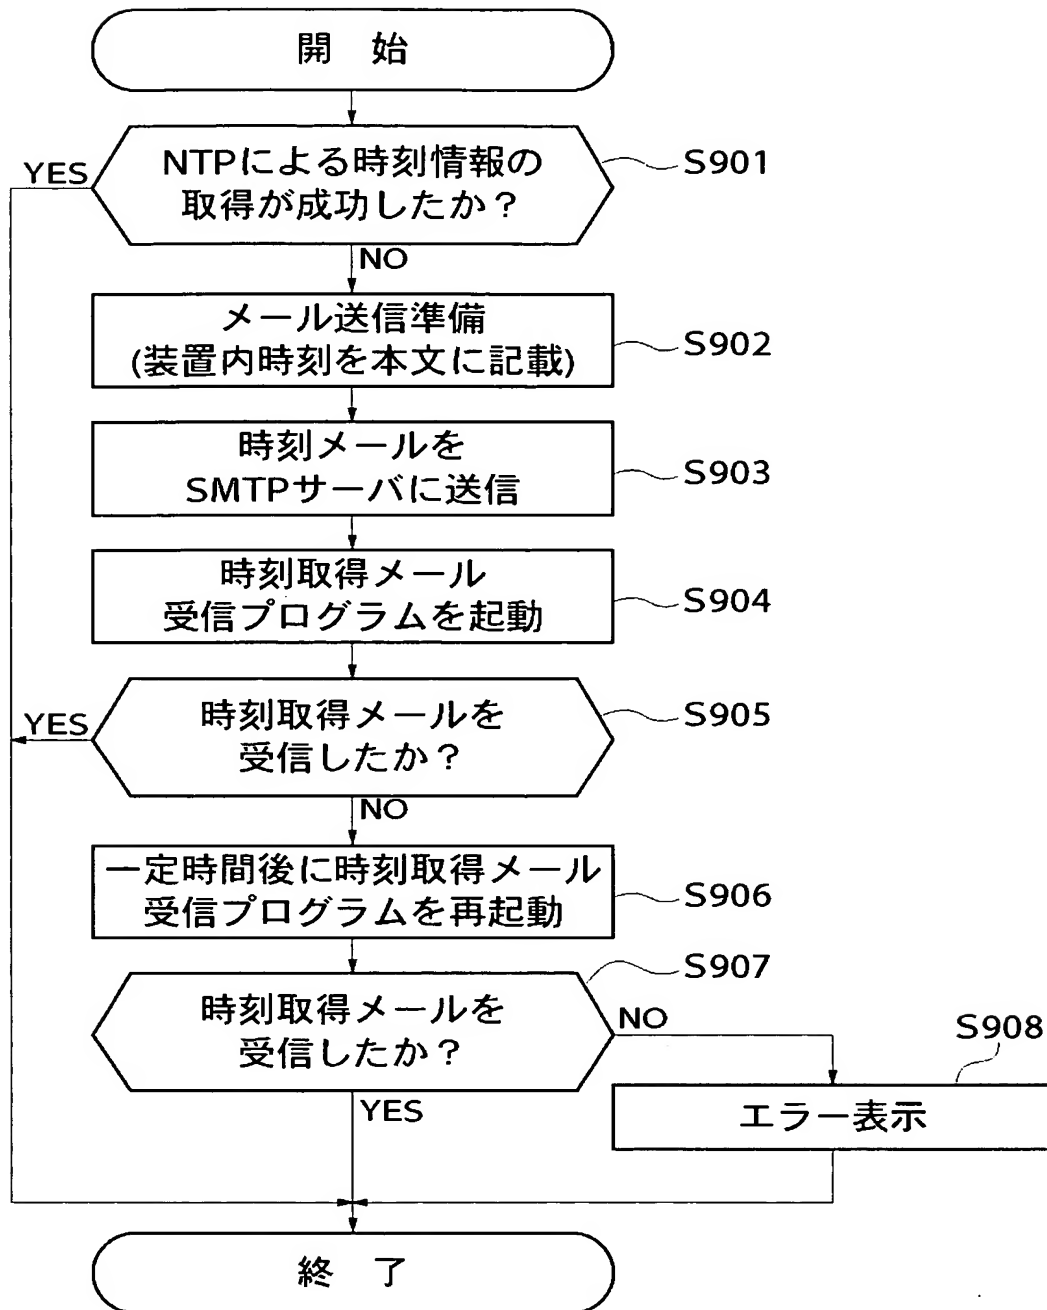 開 始
NTPによる時刻情報の
取得が成功したか？
S901
YES
NO
メール送信準備
(装置内時刻を本文に記載)
S902
時刻メールを
SMTPサーバに送信
S903
時刻取得メール
受信プログラムを起動
S904
時刻取得メールを
受信したか？
S905
YES
NO
一定時間後に時刻取得メール
受信プログラムを再起動
S906
時刻取得メールを
受信したか？
S907
NO
YES
S908
エラー表示
終 了